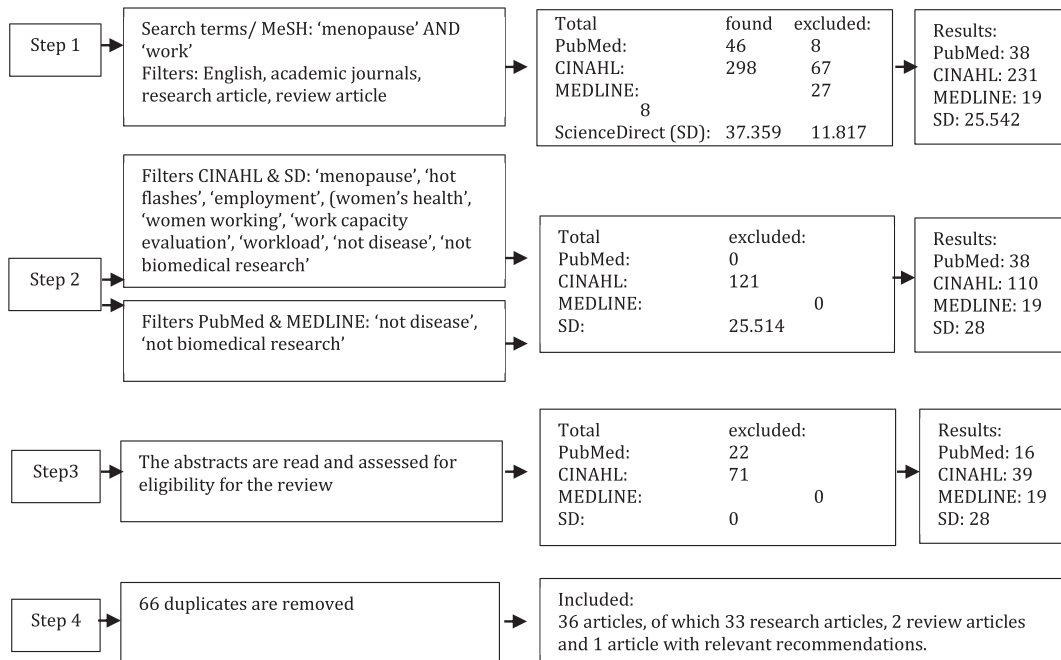 Step 1
Search terms/ MeSH: ‘menopause’ AND
‘work’
Filters: English, academic journals,
research article, review article
Total found excluded:
PubMed: 46 8
CINAHL: 298 67
MEDLINE: 27
8
ScienceDirect (SD): 37.359 11.817
Results:
PubMed: 38
CINAHL: 231
MEDLINE: 19
SD: 25.542
Step 2
Filters CINAHL & SD: ‘menopause’, ‘hot
flashes’, ‘employment’, (women’s health’,
‘women working’, ‘work capacity
evaluation’, ‘workload’, ‘not disease’, ‘not
biomedical research’
Filters PubMed & MEDLINE: ‘not disease’,
‘not biomedical research’
Total excluded:
PubMed: 0
CINAHL: 121
MEDLINE: 0
SD: 25.514
Results:
PubMed: 38
CINAHL: 110
MEDLINE: 19
SD: 28
Step3
The abstracts are read and assessed for
eligibility for the review
Total excluded:
PubMed: 22
CINAHL: 71
MEDLINE: 0
SD: 0
Results:
PubMed: 16
CINAHL: 39
MEDLINE: 19
SD: 28
Step 4
66 duplicates are removed
Included:
36 articles, of which 33 research articles, 2 review articles
and 1 article with relevant recommendations.